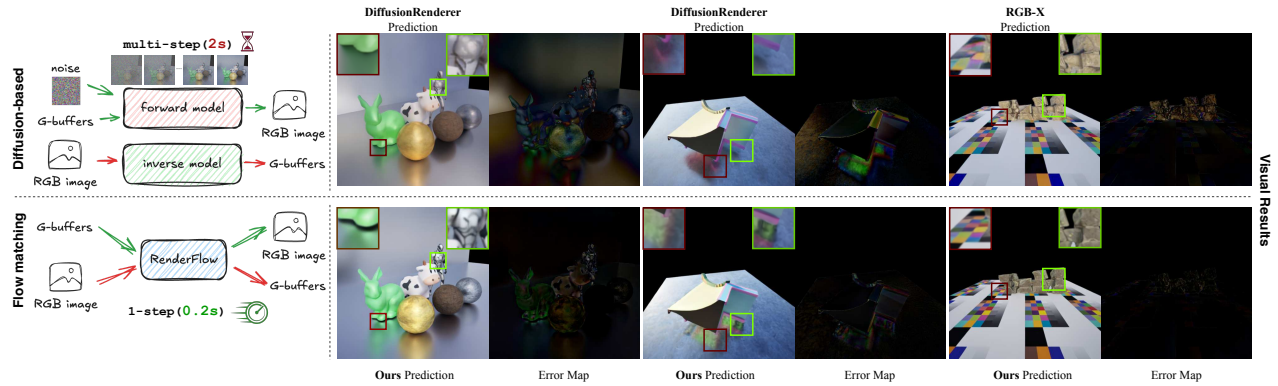 DiffusionRenderer
Prediction
DiffusionRenderer
Prediction
RGB-X
Prediction
Diffusion-based
multi-step(2s)
noise
G-buffers
forward model
RGB image
RGB image
inverse model
G-buffers
Flow matching
G-buffers
RGB image
RenderFlow
RGB image
G-buffers
1-step(0.2s)
Visual Results
Ours Prediction
Error Map
Ours Prediction
Error Map
Ours Prediction
Error Map